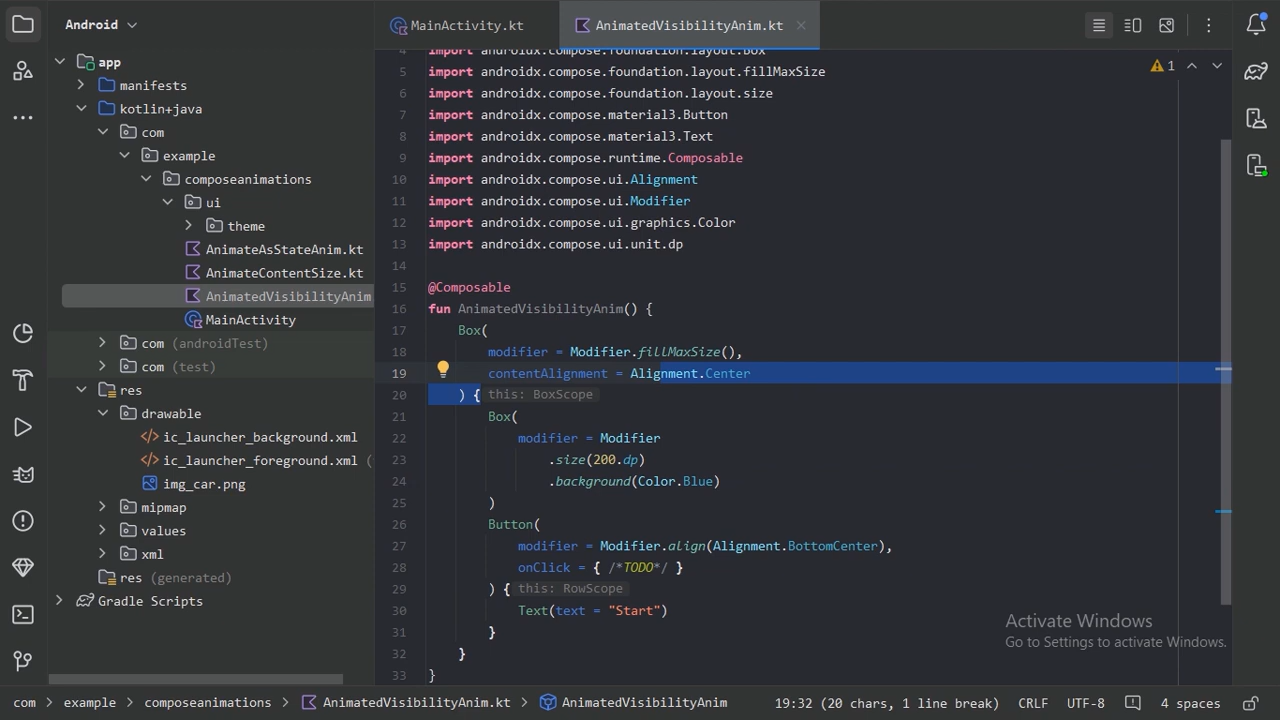 Android
MainActivity.kt
AnimatedVisibilityAnim.kt
app
manifests
kotlin+java
com
example
composeanimations
ui
theme
AnimateAsStateAnim.kt
AnimateContentSize.kt
AnimatedVisibilityAnim
MainActivity
com (androidTest)
com (test)
res
drawable
ic_launcher_background.xml
ic_launcher_foreground.xml (
img_car.png
mipmap
values
xml
res (generated)
Gradle Scripts
4 import androidx.compose.foundation.layout.Box
5 import androidx.compose.foundation.layout.fillMaxSize
6 import androidx.compose.foundation.layout.size
7 import androidx.compose.material3.Button
8 import androidx.compose.material3.Text
9 import androidx.compose.runtime.Composable
10 import androidx.compose.ui.Alignment
11 import androidx.compose.ui.Modifier
12 import androidx.compose.ui.graphics.Color
13 import androidx.compose.ui.unit.dp
14
15 @Composable
16 fun AnimatedVisibilityAnim() {
17 Box(
18 modifier = Modifier.fillMaxSize(),
19 contentAlignment = Alignment.Center
20 ) { this: BoxScope
21 Box(
22 modifier = Modifier
23 .size(200.dp)
24 .background(Color.Blue)
25 )
26 Button(
27 modifier = Modifier.align(Alignment.BottomCenter),
28 onClick = { /*TODO*/ }
29 ) { this: RowScope
30 Text(text = "Start")
31 }
32 }
33 }
1
Activate Windows
Go to Settings to activate Windows.
com
example
composeanimations
AnimatedVisibilityAnim.kt
AnimatedVisibilityAnim
19:32 (20 chars, 1 line break)
CRLF
UTF-8
4 spaces